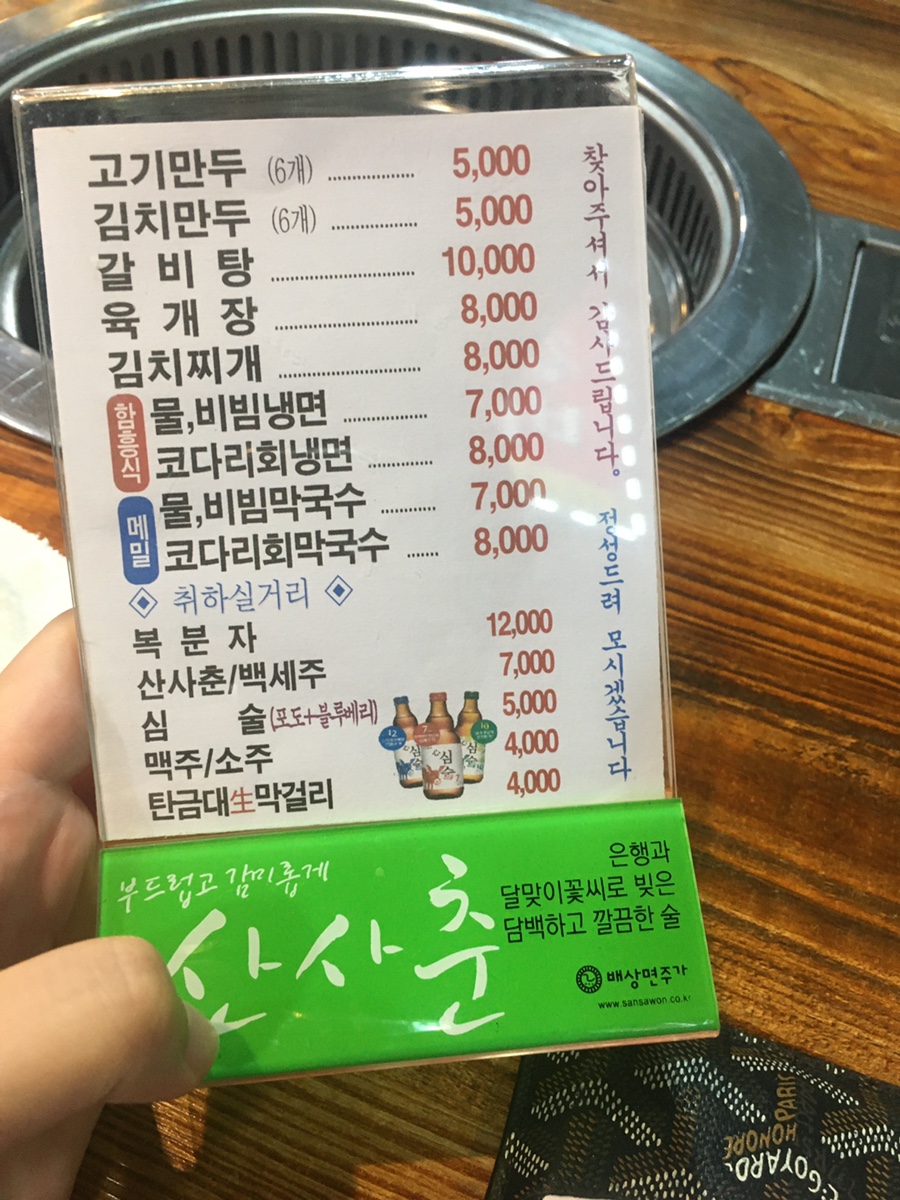 고기만두 (6개) .............. 5,000
김치만두 (6개) .............. 5,000
갈 비 탕 .............. 10,000
육 개 장 .............. 8,000
김치찌개 .............. 8,000
함흥식
물,비빔냉면 .............. 7,000
코다리회냉면 .......... 8,000
메밀
물,비빔막국수 ......... 7,000
코다리회막국수 ...... 8,000
취하실거리
복 분 자 12,000
산사춘/백세주 7,000
심 술(포도+블루베리) 5,000
맥주/소주 4,000
탄금대生막걸리 4,000
찾아주셔서 감사드립니다. 정성드려 모시겠습니다
12
7
10
심술
부드럽고 감미롭게
산사춘
은행과
달맞이꽃씨로 빚은
담백하고 깔끔한 술
배상면주가
www.sansawon.co.kr
GOYARD
HONORE
PARIS